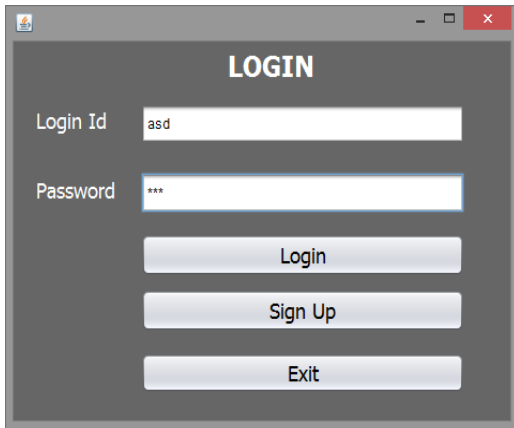 LOGIN
Login Id asd
Password ***
Login
Sign Up
Exit